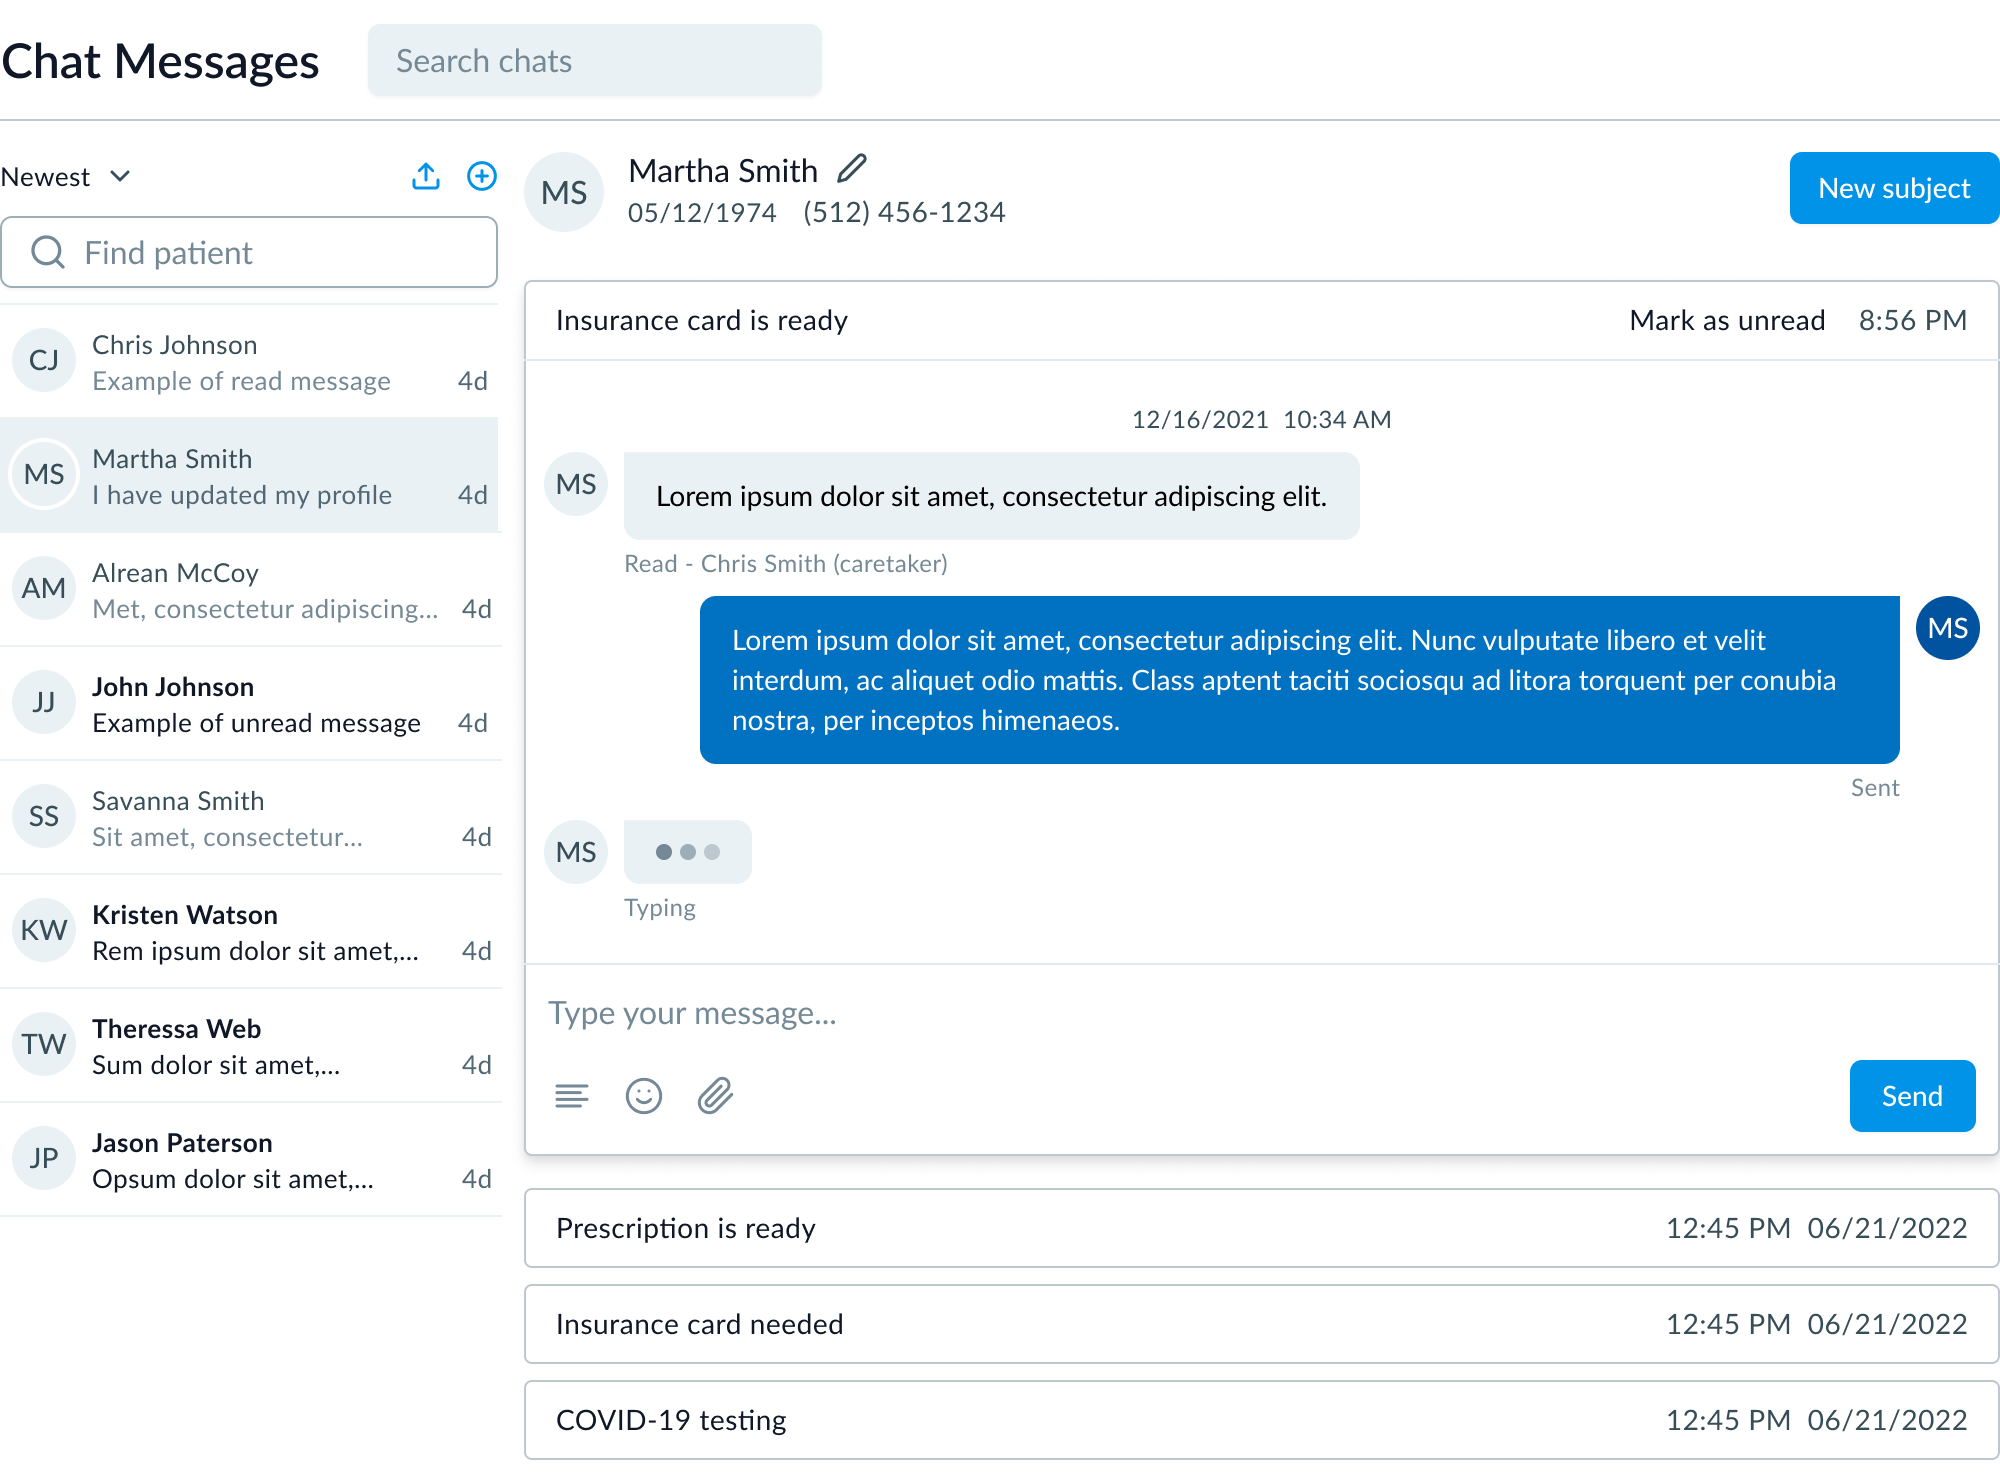 Chat Messages
Search chats
Newest
Find patient
CJ
Chris Johnson
Example of read message 4d
MS
Martha Smith
I have updated my profile 4d
AM
Alrean McCoy
Met, consectetur adipiscing... 4d
JJ
John Johnson
Example of unread message 4d
SS
Savanna Smith
Sit amet, consectetur... 4d
KW
Kristen Watson
Rem ipsum dolor sit amet,... 4d
TW
Theressa Web
Sum dolor sit amet,... 4d
JP
Jason Paterson
Opsum dolor sit amet,... 4d
MS
Martha Smith
05/12/1974 (512) 456-1234
New subject
Insurance card is ready Mark as unread 8:56 PM
12/16/2021 10:34 AM
MS
Lorem ipsum dolor sit amet, consectetur adipiscing elit.
Read - Chris Smith (caretaker)
Lorem ipsum dolor sit amet, consectetur adipiscing elit. Nunc vulputate libero et velit
interdum, ac aliquet odio mattis. Class aptent taciti sociosqu ad litora torquent per conubia
nostra, per inceptos himenaeos.
MS
Sent
MS
Typing
Type your message...
Send
Prescription is ready 12:45 PM 06/21/2022
Insurance card needed 12:45 PM 06/21/2022
COVID-19 testing 12:45 PM 06/21/2022